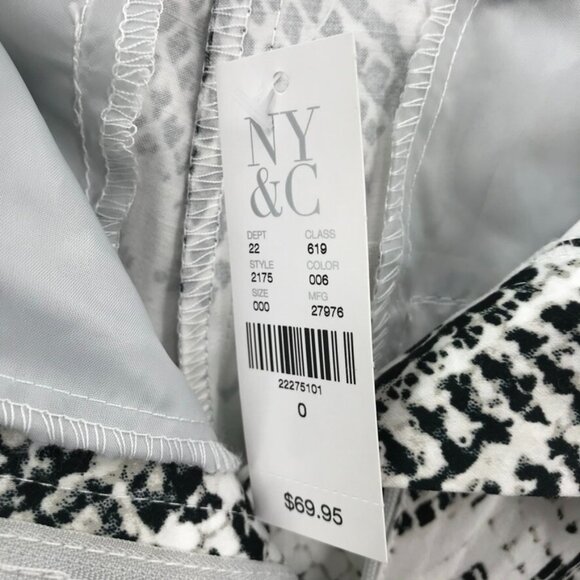 NY
&C
DEPT CLASS
22 619
STYLE COLOR
2175 006
SIZE MFG
000 27976
22275101
0
$69.95